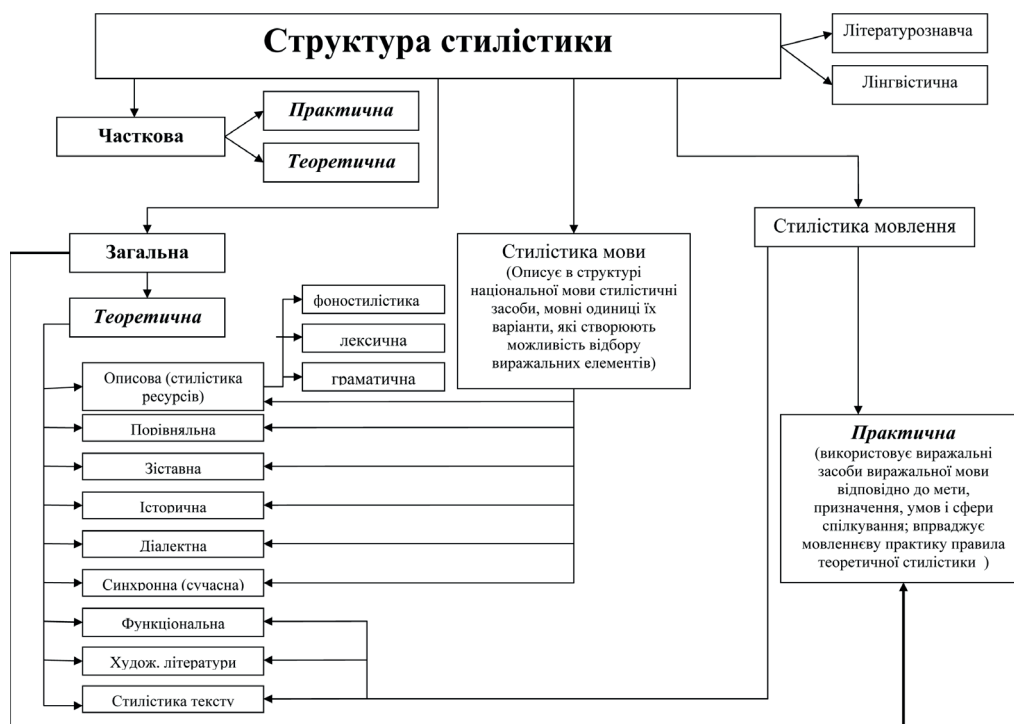 Структура стилістики
Літературознавча
Лінгвістична
Часткова
Практична
Теоретична
Загальна
Теоретична
Описова (стилістика
ресурсів)
Порівняльна
Зіставна
Історична
Діалектна
Синхронна (сучасна)
Функціональна
Худож. літератури
Стилістика тексту
фоностилістика
лексична
граматична
Стилістика мови
(Описує в структурі
національної мови стилістичні
засоби, мовні одиниці їх
варіанти, які створюють
можливість відбору
виражальних елементів)
Стилістика мовлення
Практична
(використовує виражальні
засоби виражальної мови
відповідно до мети,
призначення, умов і сфери
спілкування; впрваджує
мовленнєву практику правила
теоретичної стилістики )